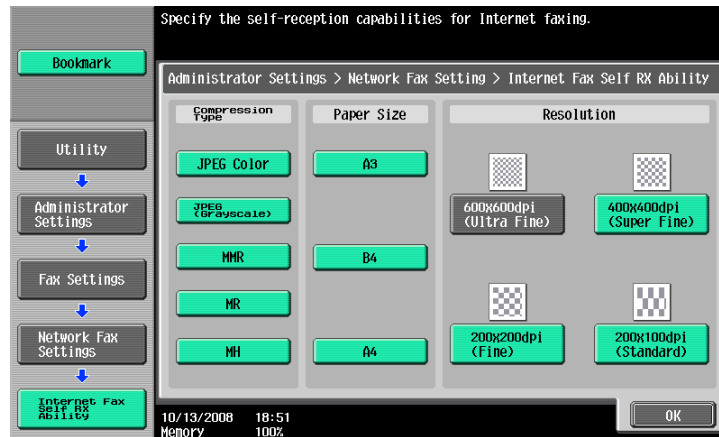 Specify the self-reception capabilities for Internet faxing.
Bookmark
Administrator Settings > Network Fax Setting > Internet Fax Self RX Ability
Compression
Type
Paper Size
Resolution
Utility
Administrator
Settings
Fax Settings
Network Fax
Settings
Internet Fax
Self RX
Ability
JPEG Color
JPEG
(Grayscale)
MMR
MR
MH
A3
B4
A4
600X600dpi
(Ultra Fine)
400X400dpi
(Super Fine)
200X200dpi
(Fine)
200X100dpi
(Standard)
10/13/2008 18:51
Memory 100%
OK